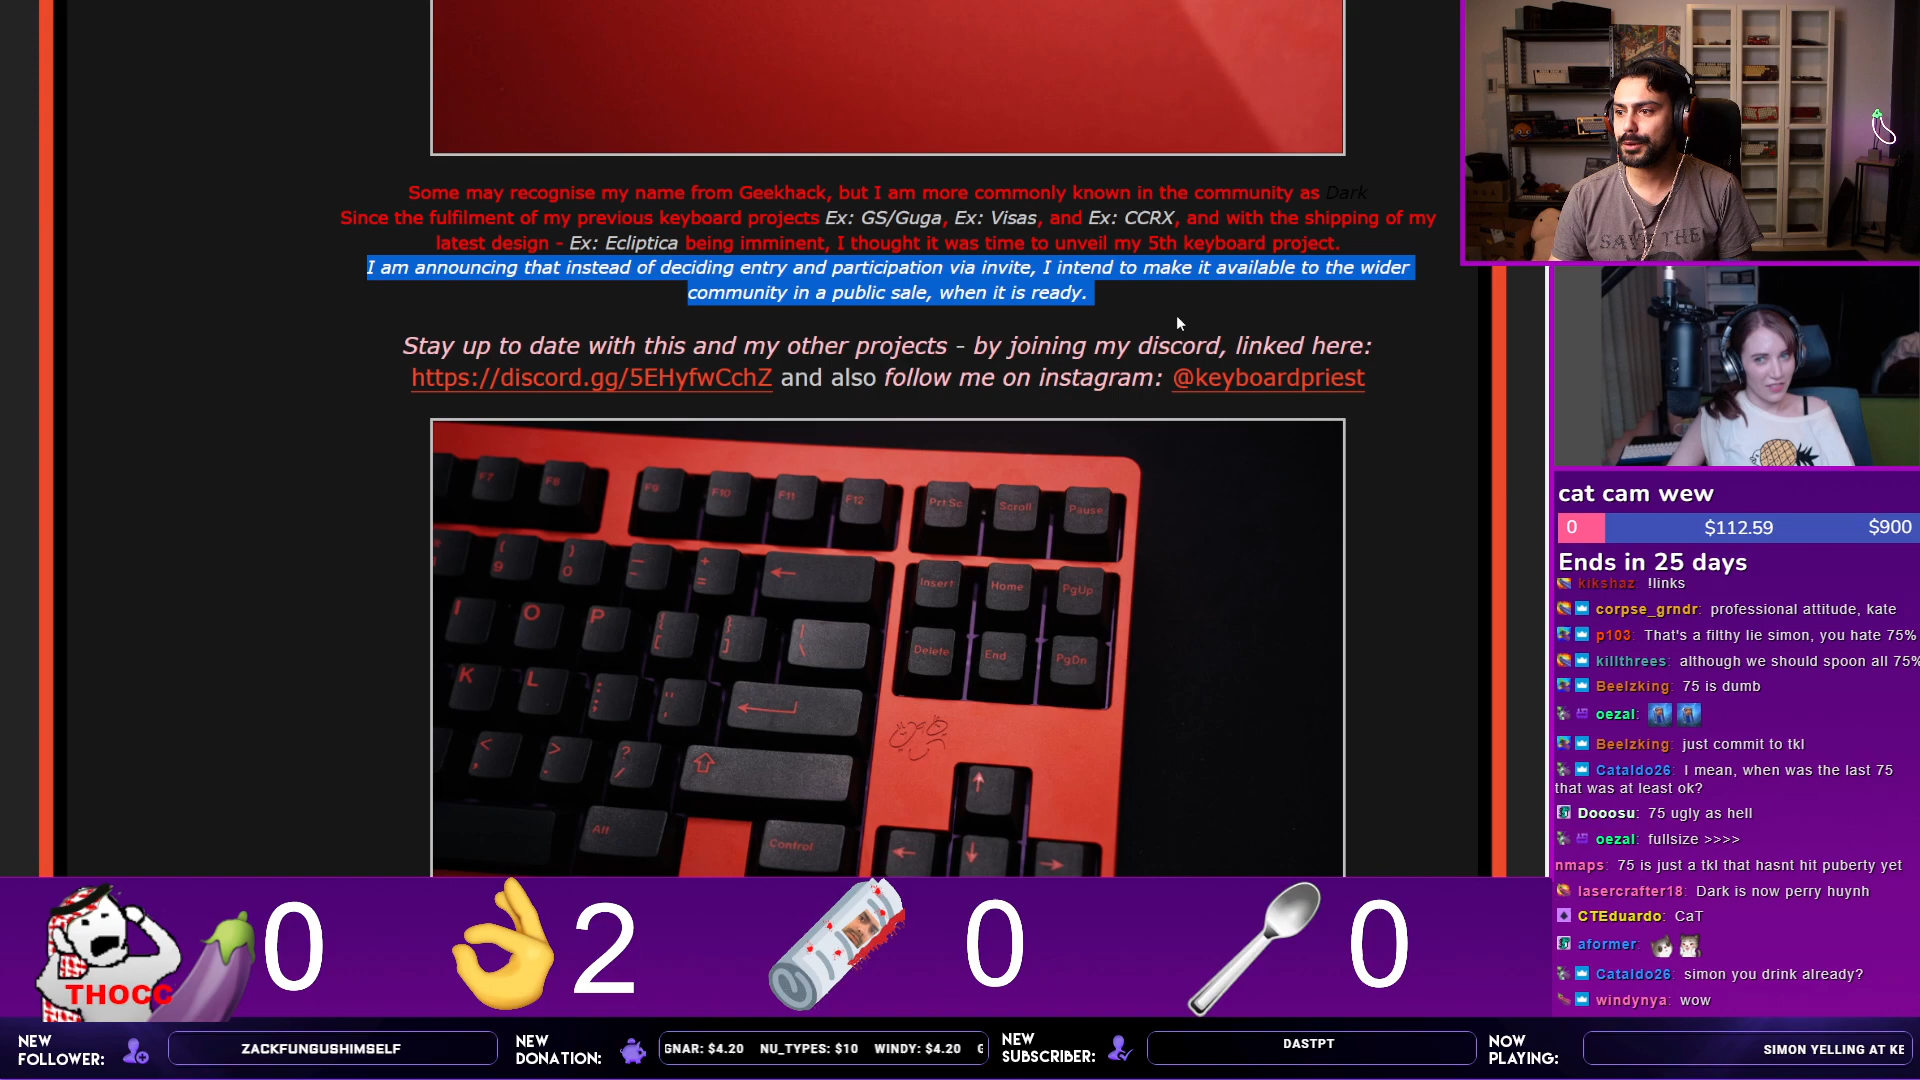 Some may recognise my name from Geekhack, but I am more commonly known in the community as Dark
Since the fulfilment of my previous keyboard projects Ex: GS/Guga, Ex: Visas, and Ex: CCRX, and with the shipping of my
latest design - Ex: Ecliptica being imminent, I thought it was time to unveil my 5th keyboard project.
I am announcing that instead of deciding entry and participation via invite, I intend to make it available to the wider
community in a public sale, when it is ready.
Stay up to date with this and my other projects - by joining my discord, linked here:
https://discord.gg/5EHyfwCchZ and also follow me on instagram: @keyboardpriest
F7 F8 F9 F10 F11 F12 PrtSc Scroll Pause
( 9 ) 0 — - + = Insert Home PgUp
I O P { [ } ] | \ Delete End PgDn
K L : ; " '
< , > . ? /
Alt Control
SAVE THE
cat cam wew
0 $112.59 $900
Ends in 25 days
kikshaz: !links
corpse_grndr: professional attitude, kate
p103: That's a filthy lie simon, you hate 75%
killthrees: although we should spoon all 75%
Beelzking: 75 is dumb
oezal:
Beelzking: just commit to tkl
Cataldo26: I mean, when was the last 75
that was at least ok?
Dooosu: 75 ugly as hell
oezal: fullsize >>>>
nmaps: 75 is just a tkl that hasnt hit puberty yet
lasercrafter18: Dark is now perry huynh
CTEduardo: CaT
aformer:
Cataldo26: simon you drink already?
windynya: wow
THOCC 0 2 0 0
NEW FOLLOWER: ZACKFUNGUSHIMSELF
NEW DONATION: GNAR: $4.20 NU_TYPES: $10 WINDY: $4.20
NEW SUBSCRIBER: DASTPT
NOW PLAYING: SIMON YELLING AT KE